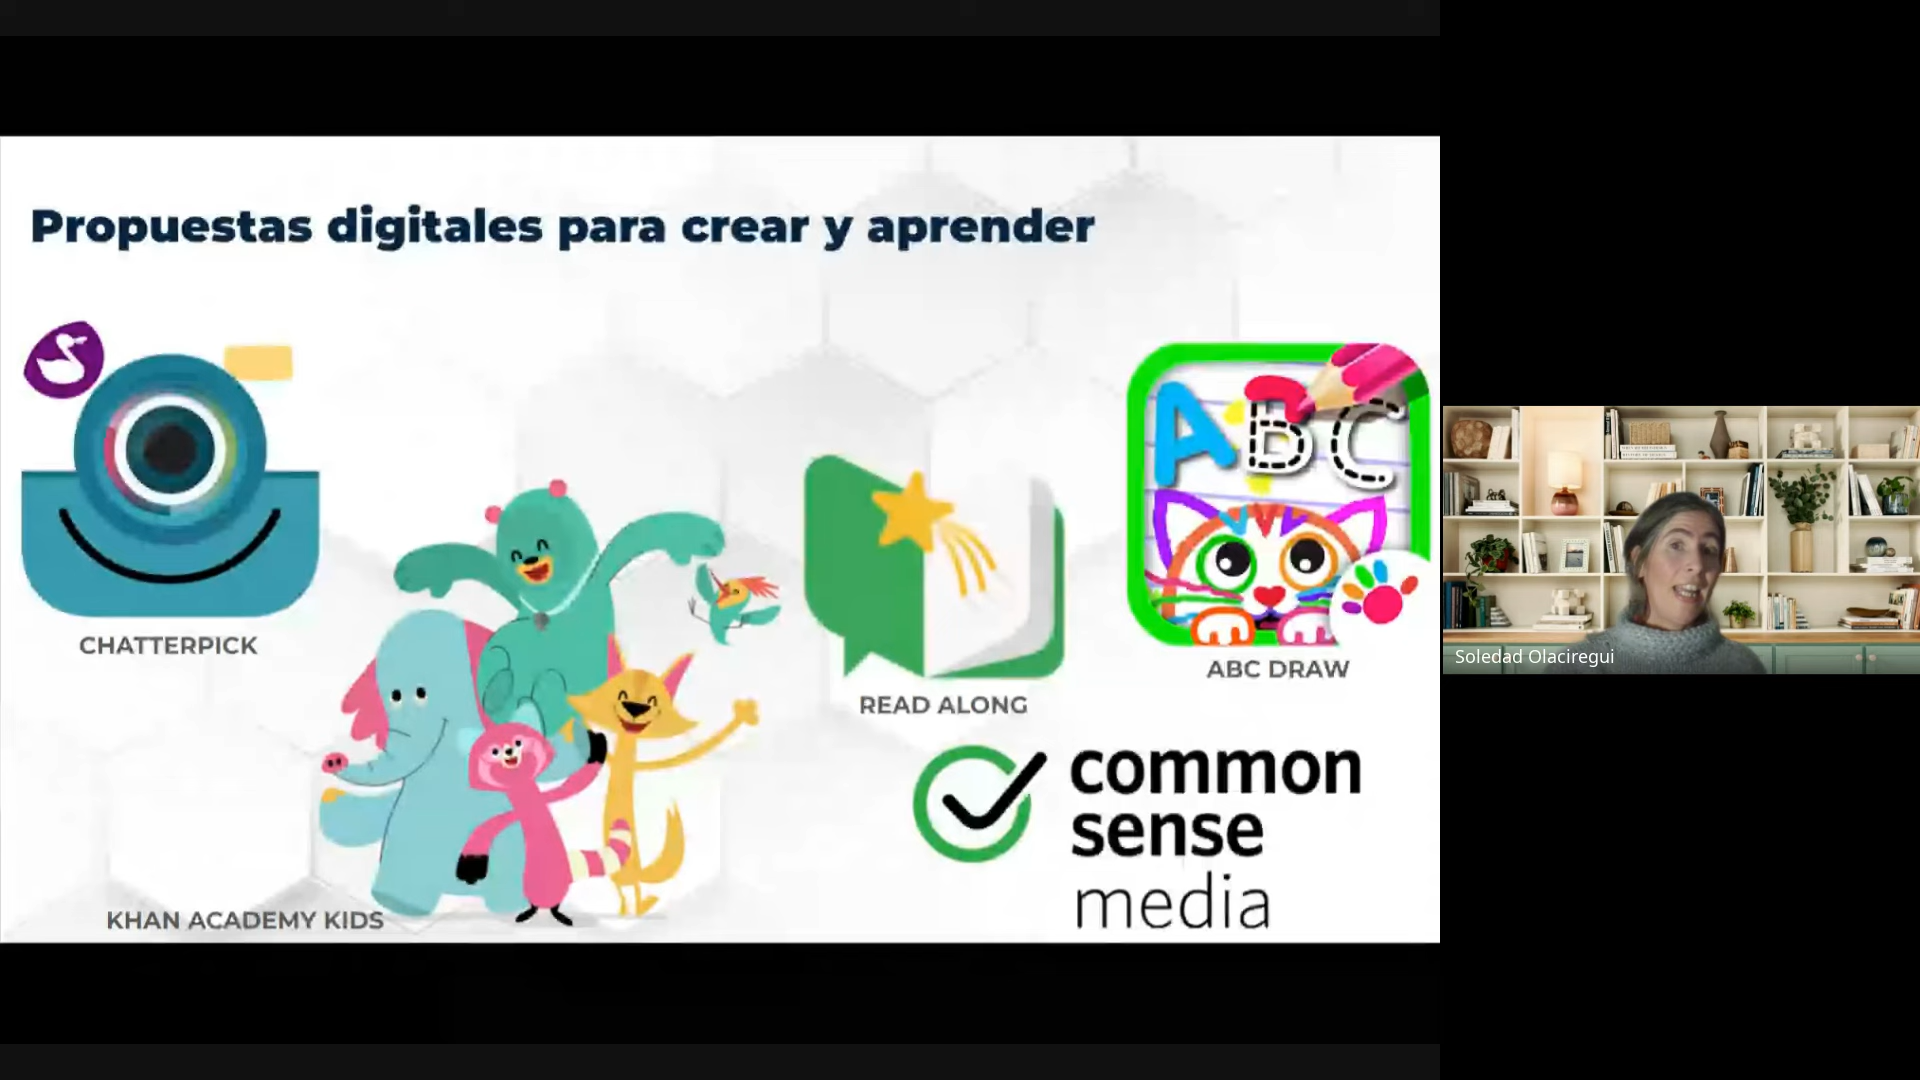 Propuestas digitales para crear y aprender
CHATTERPICK
KHAN ACADEMY KIDS
READ ALONG
ABC
ABC DRAW
common
sense
media
Soledad Olaciregui